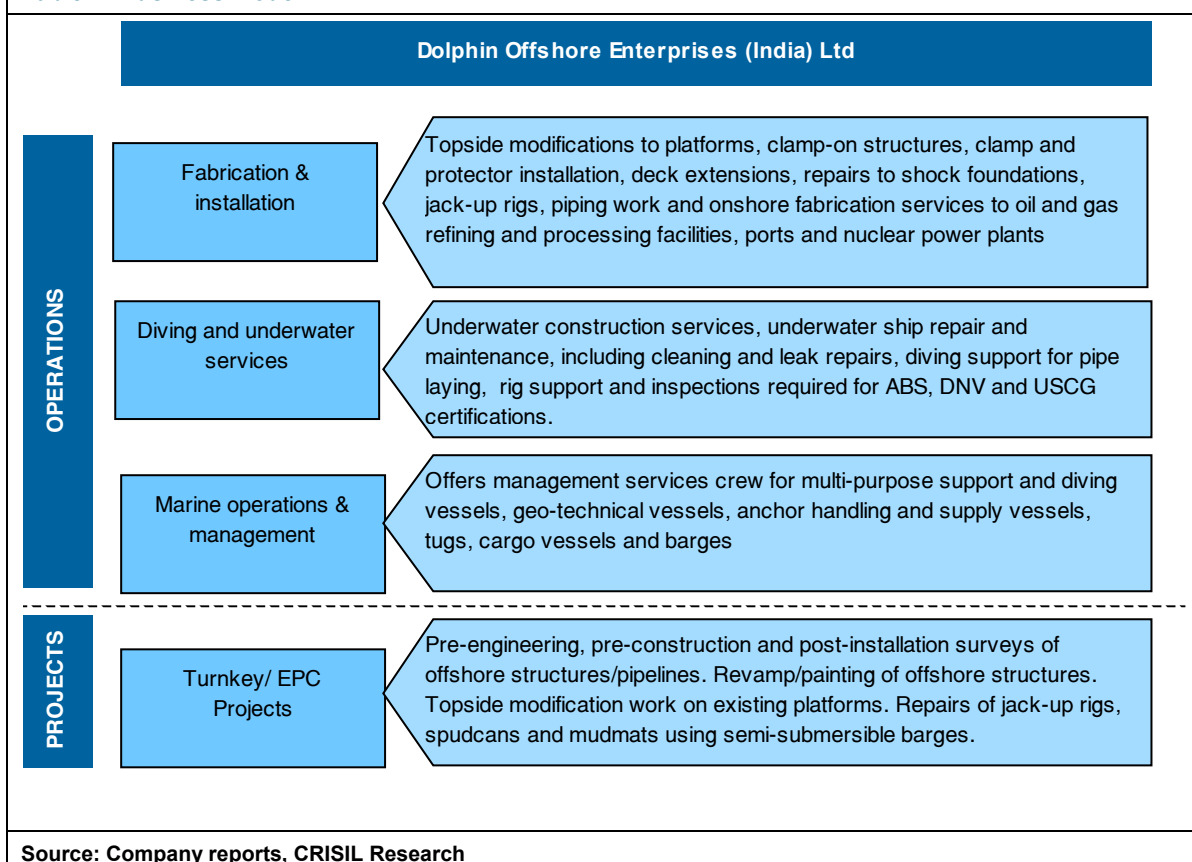 Dolphin Offshore Enterprises (India) Ltd
OPERATIONS
Fabrication &
installation
Topside modifications to platforms, clamp-on structures, clamp and
protector installation, deck extensions, repairs to shock foundations,
jack-up rigs, piping work and onshore fabrication services to oil and gas
refining and processing facilities, ports and nuclear power plants
Diving and underwater
services
Underwater construction services, underwater ship repair and
maintenance, including cleaning and leak repairs, diving support for pipe
laying, rig support and inspections required for ABS, DNV and USCG
certifications.
Marine operations &
management
Offers management services crew for multi-purpose support and diving
vessels, geo-technical vessels, anchor handling and supply vessels,
tugs, cargo vessels and barges
PROJECTS
Turnkey/ EPC
Projects
Pre-engineering, pre-construction and post-installation surveys of
offshore structures/pipelines. Revamp/painting of offshore structures.
Topside modification work on existing platforms. Repairs of jack-up rigs,
spudcans and mudmats using semi-submersible barges.
Source: Company reports, CRISIL Research